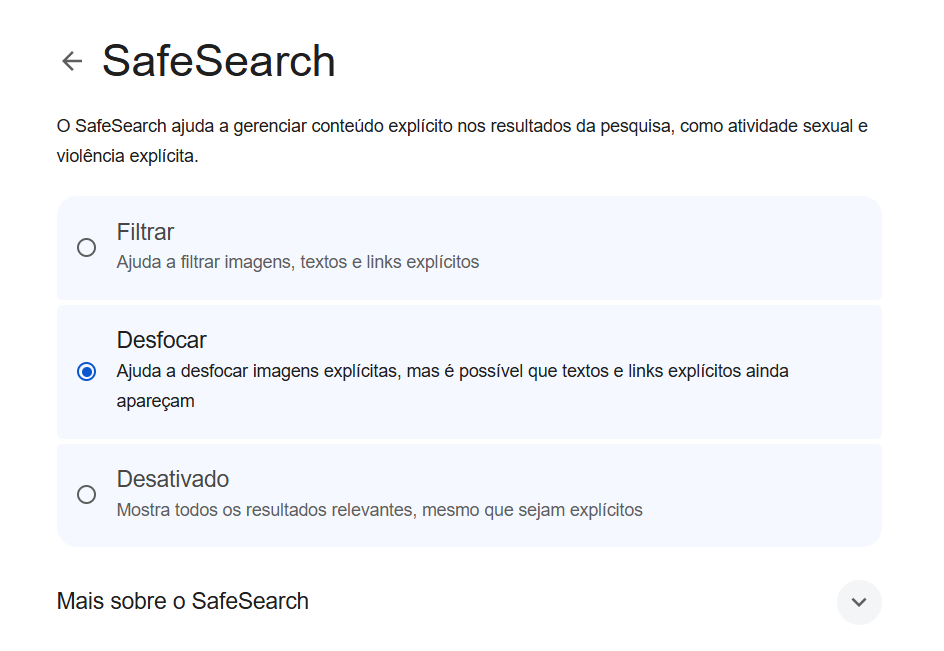 SafeSearch
O SafeSearch ajuda a gerenciar conteúdo explícito nos resultados da pesquisa, como atividade sexual e
violência explícita.
Filtrar
Ajuda a filtrar imagens, textos e links explícitos
Desfocar
Ajuda a desfocar imagens explícitas, mas é possível que textos e links explícitos ainda
apareçam
Desativado
Mostra todos os resultados relevantes, mesmo que sejam explícitos
Mais sobre o SafeSearch